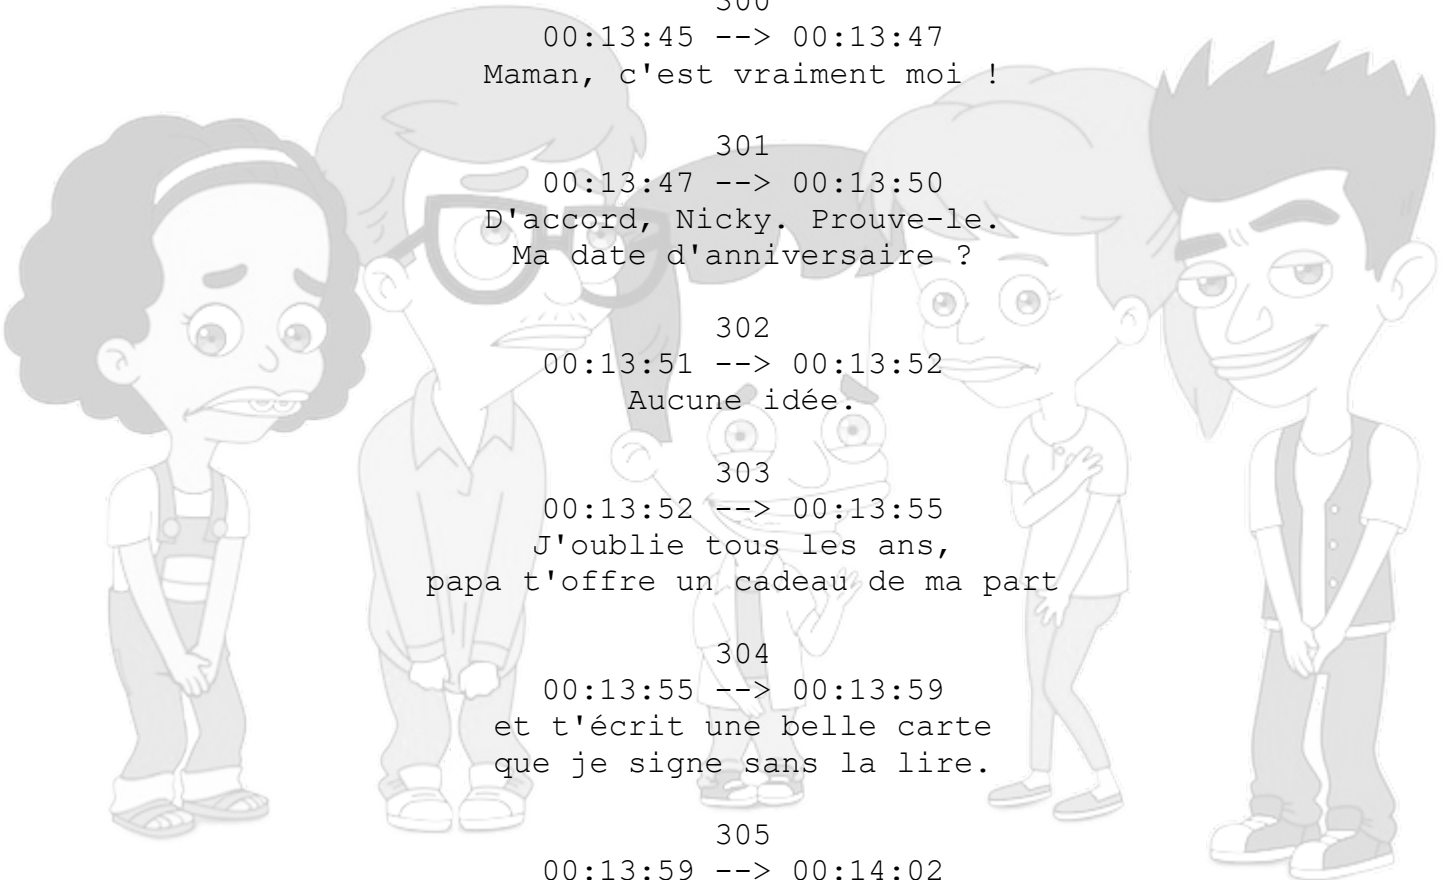 300
00:13:45 --> 00:13:47
Maman, c'est vraiment moi !
301
00:13:47 --> 00:13:50
D'accord, Nicky. Prouve-le.
Ma date d'anniversaire ?
302
00:13:51 --> 00:13:52
Aucune idée.
303
00:13:52 --> 00:13:55
J'oublie tous les ans,
papa t'offre un cadeau de ma part
304
00:13:55 --> 00:13:59
et t'écrit une belle carte
que je signe sans la lire.
305
00:13:59 --> 00:14:02